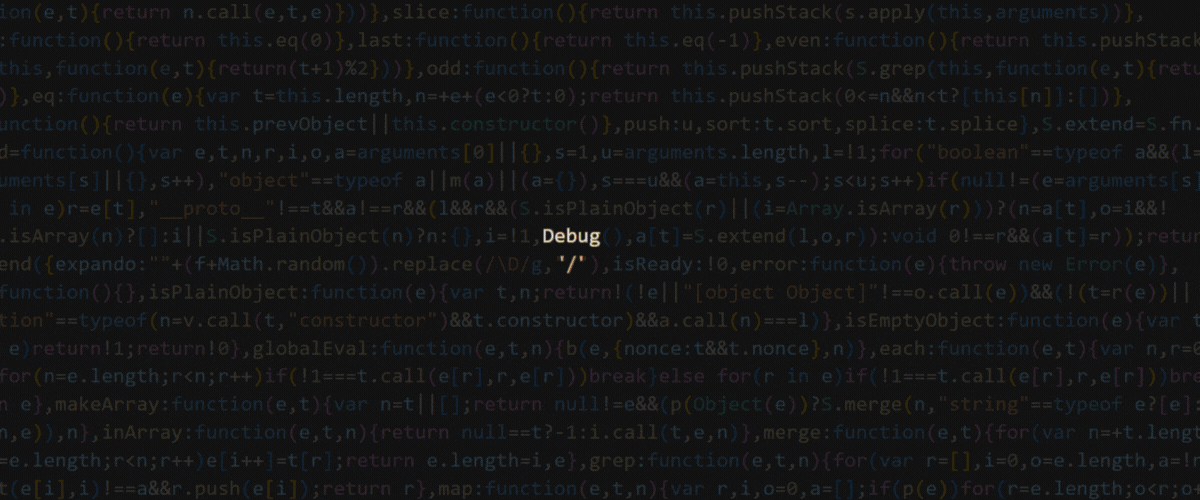 ion(e,t){return n.call(e,t,e)}))},slice:function(){return this.pushStack(s.apply(this,arguments))},
:function(){return this.eq(0)},last:function(){return this.eq(-1)},even:function(){return this.pushStack
this,function(e,t){return(t+1)%2}))},odd:function(){return this.pushStack(S.grep(this,function(e,t){retu
)},eq:function(e){var t=this.length,n=+e+(e<0?t:0);return this.pushStack(0<=n&&n<t?[this[n]]:[])},
unction(){return this.prevObject||this.constructor()},push:u,sort:t.sort,splice:t.splice},S.extend=S.fn
d=function(){var e,t,n,r,i,o,a=arguments[0]||{},s=1,u=arguments.length,l=!1;for("boolean"==typeof a&&(l=
uments[s]||{},s++),"object"==typeof a||m(a)||(a={}),s===u&&(a=this,s--);s<u;s++)if(null!=(e=arguments[s]
in e)r=e[t],"__proto__"!==t&&a!==r&&(l&&r&&(S.isPlainObject(r)||(i=Array.isArray(r)))?(n=a[t],o=i&&!
.isArray(n)?[]:i||S.isPlainObject(n)?n:{},i=!1,Debug(),a[t]=S.extend(l,o,r)):void 0!==r&&(a[t]=r));retur
end({expando:""+(f+Math.random()).replace(/\D/g,'/'),isReady:!0,error:function(e){throw new Error(e)},
function(){},isPlainObject:function(e){var t,n;return!(!e||"[object Object]"!==o.call(e))&&(!(t=r(e))||
tion"==typeof(n=v.call(t,"constructor")&&t.constructor)&&a.call(n)===l)},isEmptyObject:function(e){var t
e)return!1;return!0},globalEval:function(e,t,n){b(e,{nonce:t&&t.nonce},n)},each:function(e,t){var n,r=0
for(n=e.length;r<n;r++)if(!1===t.call(e[r],r,e[r]))break}else for(r in e)if(!1===t.call(e[r],r,e[r]))bre
n e},makeArray:function(e,t){var n=t||[];return null!=e&&(p(Object(e))?S.merge(n,"string"==typeof e?[e]:
n,e)),n},inArray:function(e,t,n){return null==t?-1:i.call(t,e,n)},merge:function(e,t){for(var n=+t.lengt
=e.length;r<n;r++)e[i++]=t[r];return e.length=i,e},grep:function(e,t,n){for(var r=[],i=0,o=e.length,a=!n
t(e[i],i)!==a&&r.push(e[i]);return r},map:function(e,t,n){var r,i,o=0,a=[];if(p(e))for(r=e.length;o<r;o+